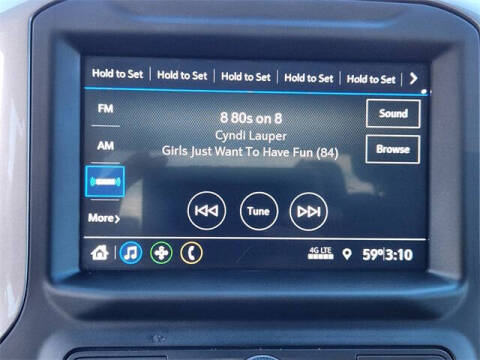 Hold to Set Hold to Set Hold to Set Hold to Set Hold to Set
FM
8 80s on 8
Sound
Cyndi Lauper
AM
Girls Just Want To Have Fun (84)
Browse
More
Tune
4G LTE
59° 3:10